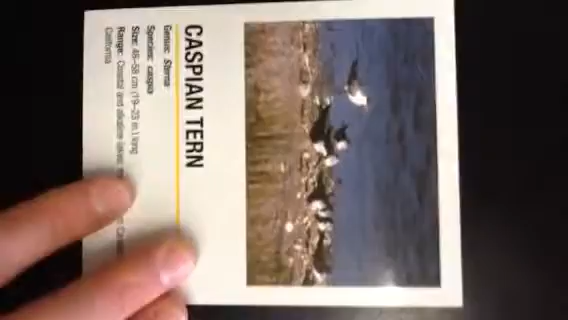 CASPIAN TERN
Genus: Sterna
Species: caspia
Size: 48–58 cm (19–23 in.) long
Range: Coastal and alkaline lakes
California